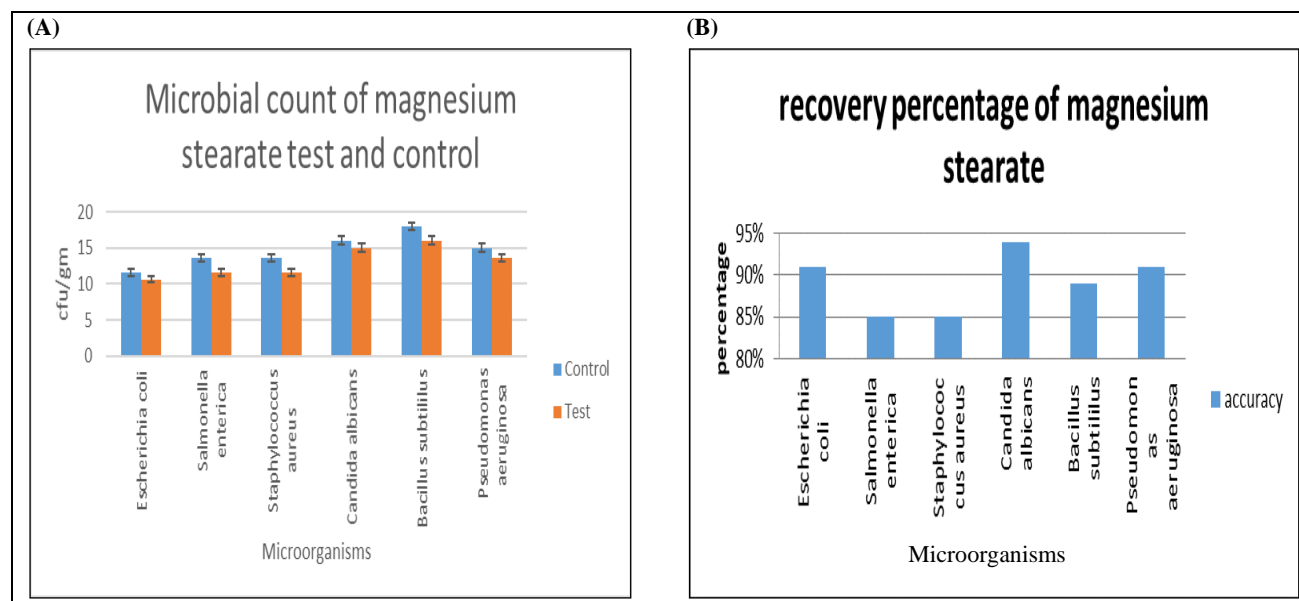 (A)
Microbial count of magnesium
stearate test and control
cfu/gm
20
15
10
5
0
Escherichia coli
Salmonella
enterica
Staphylococcus
aureus
Candida albicans
Bacillus subtililus
Pseudomonas
aeruginosa
Microorganisms
Control
Test
(B)
recovery percentage of magnesium
stearate
percentage
95%
90%
85%
80%
Escherichia
coli
Salmonella
enterica
Staphylococ
cus aureus
Candida
albicans
Bacillus
subtililus
Pseudomon
as
aeruginosa
Microorganisms
accuracy